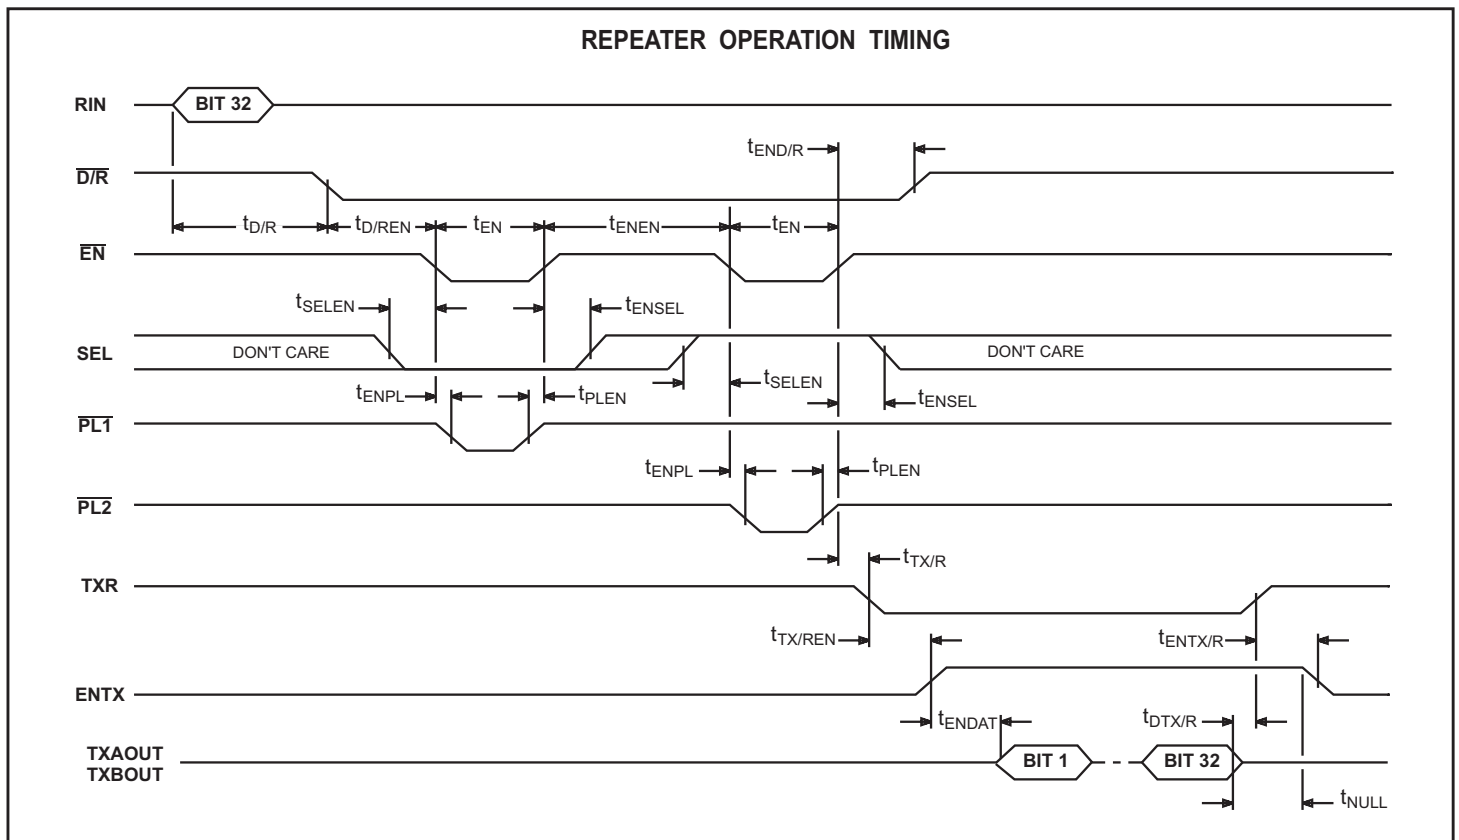 REPEATER OPERATION TIMING
RIN
BIT 32
tEND/R
D/R
tD/R
tD/REN
tEN
tENEN
tEN
EN
tSELEN
tENSEL
SEL
DON'T CARE
DON'T CARE
tENPL
tPLEN
tSELEN
tENSEL
PL1
tENPL
tPLEN
PL2
tTX/R
TXR
tTX/REN
tENTX/R
ENTX
tENDAT
tDTX/R
TXAOUT
TXBOUT
BIT 1
BIT 32
tNULL